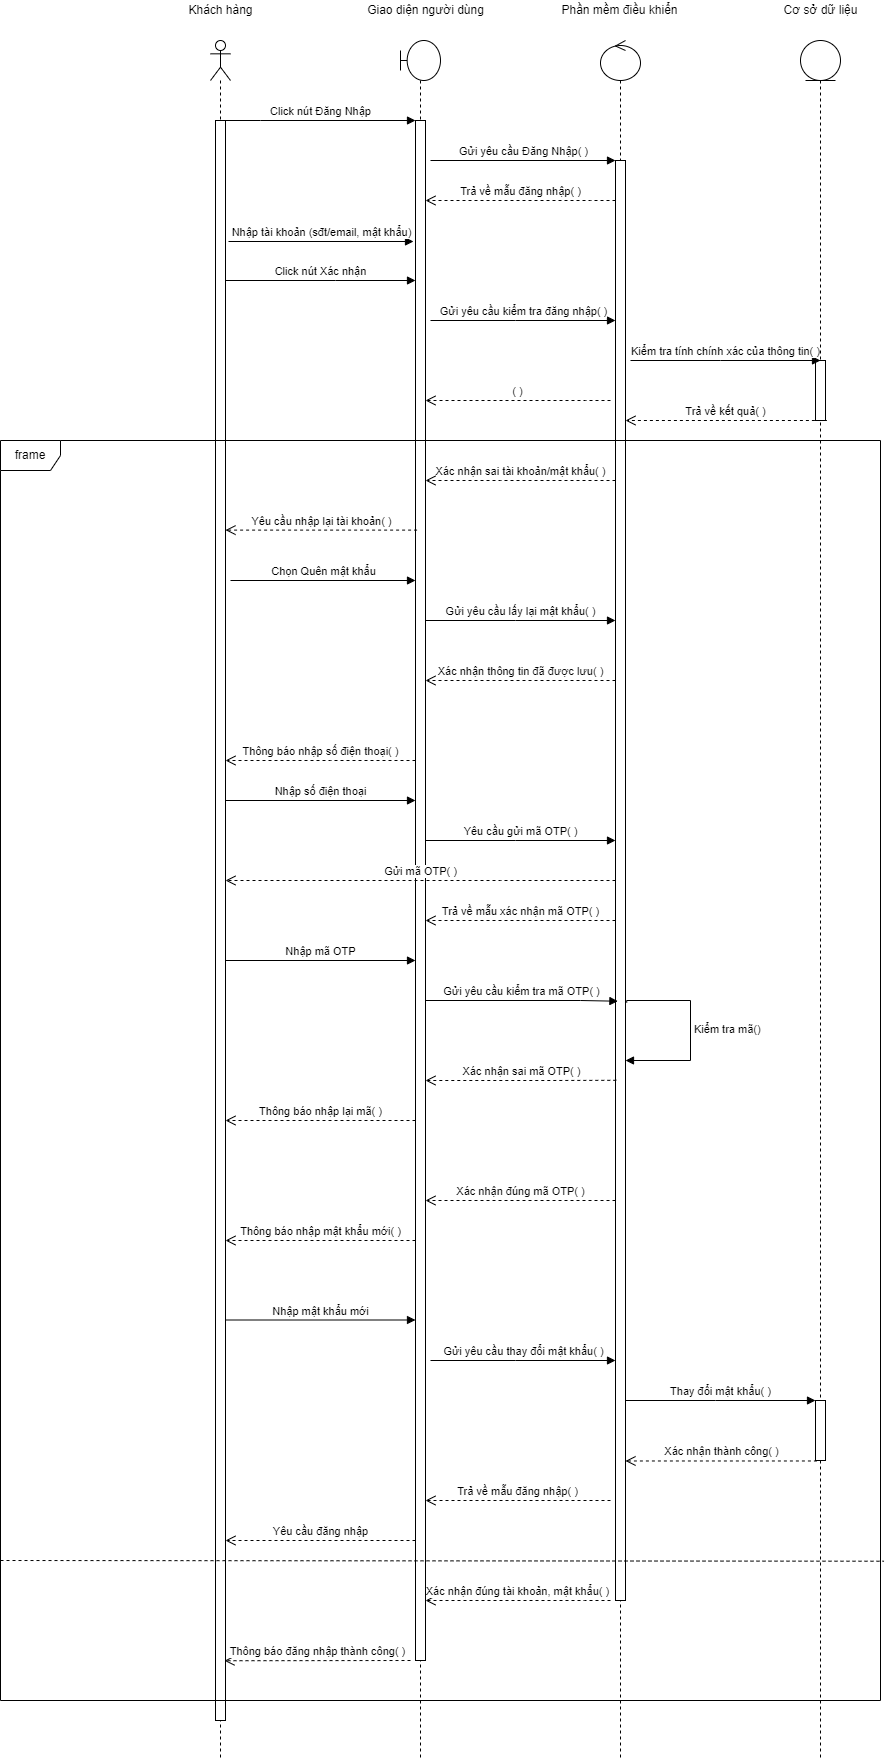 Khách hàng
Giao diện người dùng
Phần mềm điều khiển
Cơ sở dữ liệu
Click nút Đăng Nhập
Gửi yêu cầu Đăng Nhập( )
Trả về mẫu đăng nhập( )
Nhập tài khoản (sđt/email, mật khẩu)
Click nút Xác nhận
Gửi yêu cầu kiểm tra đăng nhập( )
Kiểm tra tính chính xác của thông tin( )
( )
Trả về kết quả( )
frame
Xác nhận sai tài khoản/mật khẩu( )
Yêu cầu nhập lại tài khoản( )
Chọn Quên mật khẩu
Gửi yêu cầu lấy lại mật khẩu( )
Xác nhận thông tin đã được lưu( )
Thông báo nhập số điện thoại( )
Nhập số điện thoại
Yêu cầu gửi mã OTP( )
Gửi mã OTP( )
Trả về mẫu xác nhận mã OTP( )
Nhập mã OTP
Gửi yêu cầu kiểm tra mã OTP( )
Kiểm tra mã()
Xác nhận sai mã OTP( )
Thông báo nhập lại mã( )
Xác nhận đúng mã OTP( )
Thông báo nhập mật khẩu mới( )
Nhập mật khẩu mới
Gửi yêu cầu thay đổi mật khẩu( )
Thay đổi mật khẩu( )
Xác nhận thành công( )
Trả về mẫu đăng nhập( )
Yêu cầu đăng nhập
Xác nhận đúng tài khoản, mật khẩu( )
Thông báo đăng nhập thành công( )